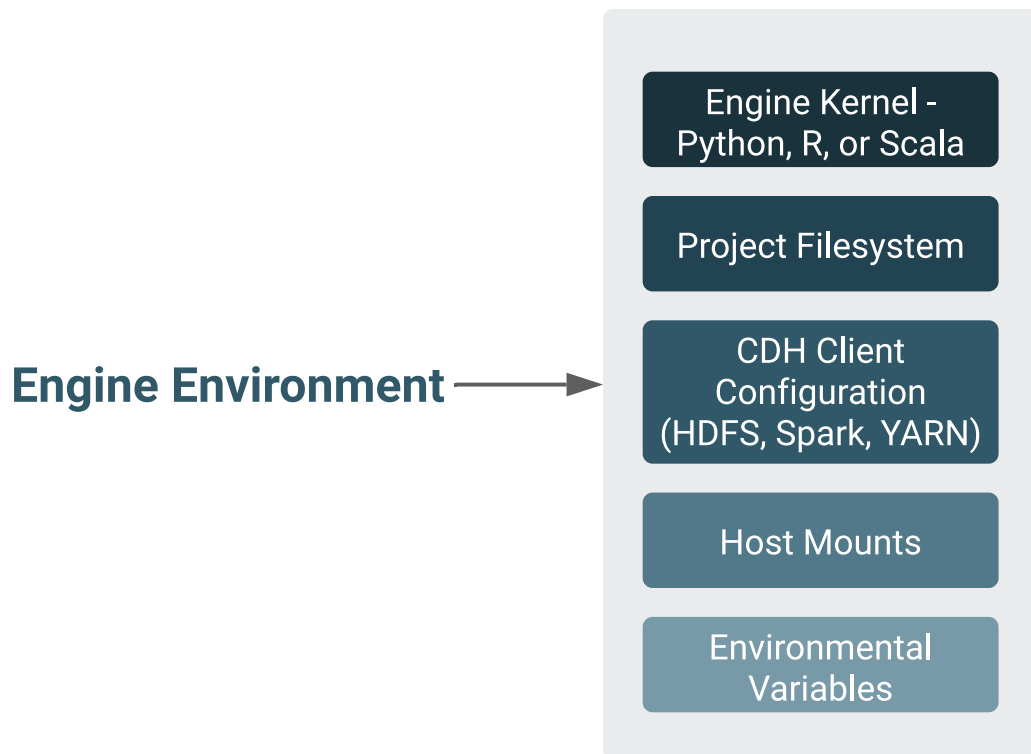 Engine Kernel -
Python, R, or Scala
Project Filesystem
CDH Client
Configuration
(HDFS, Spark, YARN)
Engine Environment
Host Mounts
Environmental
Variables